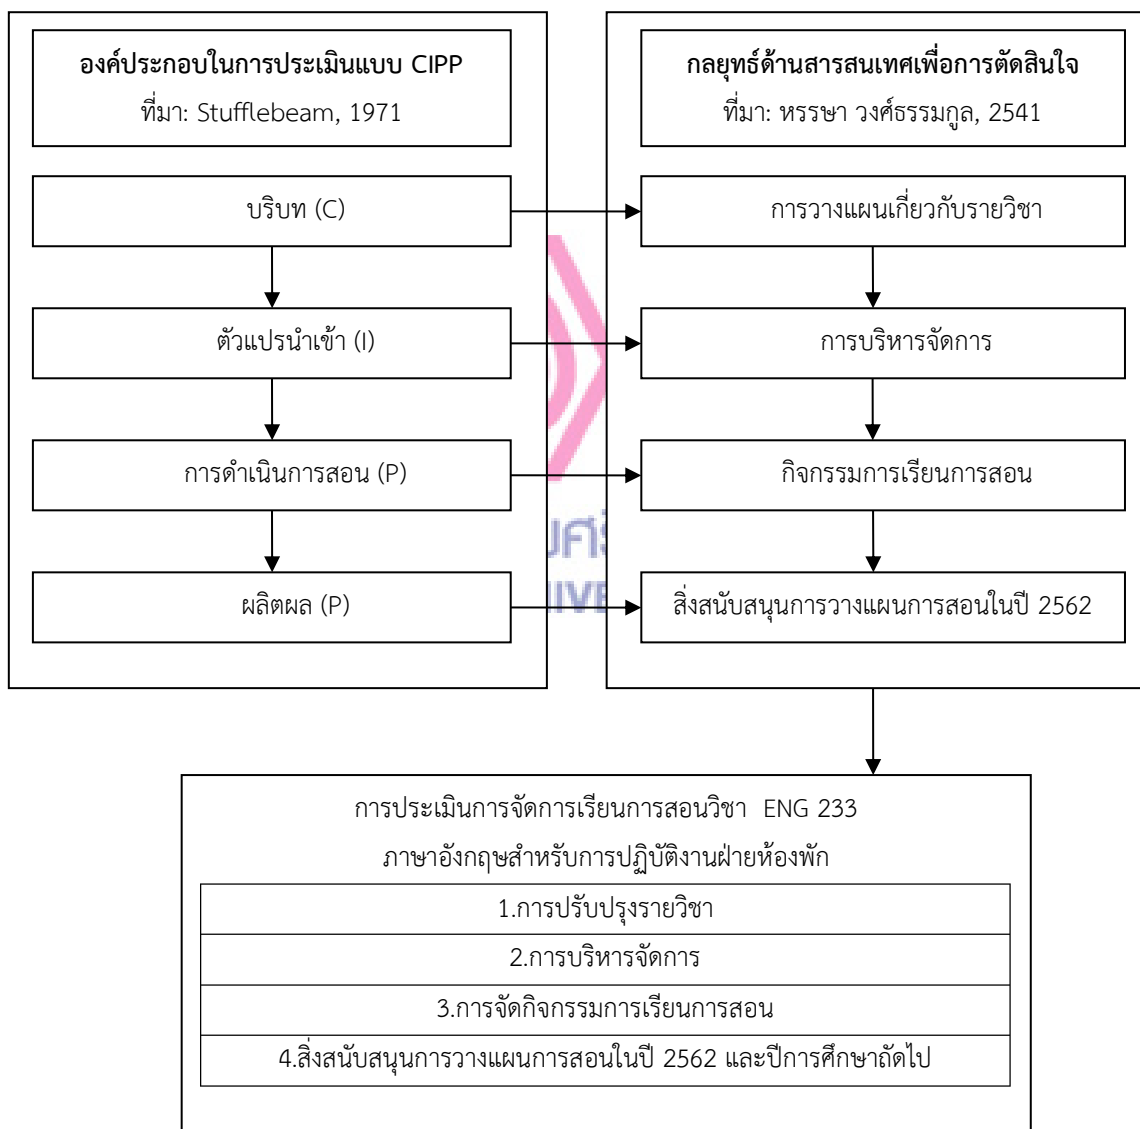 องค์ประกอบในการประเมินแบบ CIPP
ที่มา: Stufflebeam, 1971
บริบท (C)
ตัวแปรนำเข้า (I)
การดำเนินการสอน (P)
ผลิตผล (P)
กลยุทธ์ด้านสารสนเทศเพื่อการตัดสินใจ
ที่มา: หรรษา วงศ์ธรรมกูล, 2541
การวางแผนเกี่ยวกับรายวิชา
การบริหารจัดการ
กิจกรรมการเรียนการสอน
สิ่งสนับสนุนการวางแผนการสอนในปี 2562
การประเมินการจัดการเรียนการสอนวิชา ENG 233
ภาษาอังกฤษสำหรับการปฏิบัติงานฝ่ายห้องพัก
1.การปรับปรุงรายวิชา
2.การบริหารจัดการ
3.การจัดกิจกรรมการเรียนการสอน
4.สิ่งสนับสนุนการวางแผนการสอนในปี 2562 และปีการศึกษาถัดไป